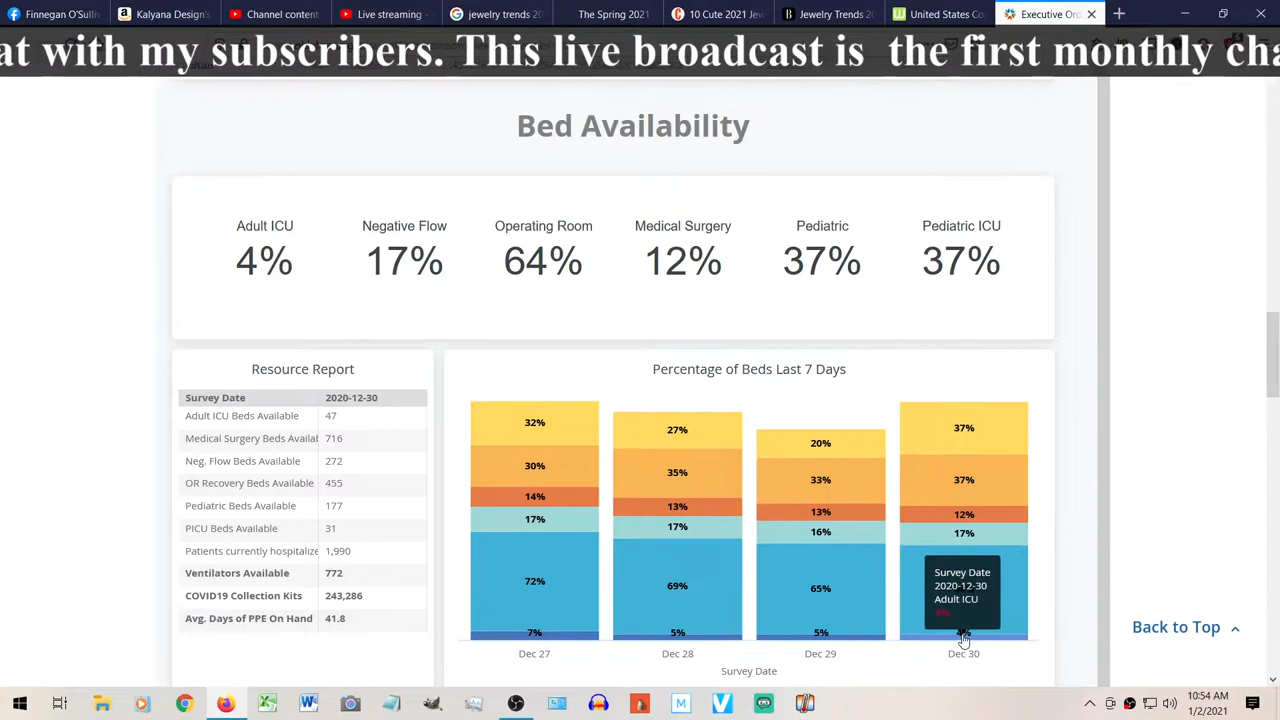 Finnegan O'Sulliv
Kalyana Design's
Channel content
Live streaming -
jewelry trends 20
The Spring 2021
10 Cute 2021 Jew
Jewelry Trends 20
United States Co
Executive Ord
at with my subscribers. This live broadcast is the first monthly cha
Bed Availability
Adult ICU
Negative Flow
Operating Room
Medical Surgery
Pediatric
Pediatric ICU
4%
17%
64%
12%
37%
37%
Resource Report
Survey Date 2020-12-30
Adult ICU Beds Available 47
Medical Surgery Beds Availab 716
Neg. Flow Beds Available 272
OR Recovery Beds Available 455
Pediatric Beds Available 177
PICU Beds Available 31
Patients currently hospitalize 1,990
Ventilators Available 772
COVID19 Collection Kits 243,286
Avg. Days of PPE On Hand 41.8
Percentage of Beds Last 7 Days
32%
30%
14%
17%
72%
7%
27%
35%
13%
17%
69%
5%
20%
33%
13%
16%
65%
5%
37%
37%
12%
17%
Survey Date
2020-12-30
Adult ICU
4%
4%
Dec 27
Dec 28
Dec 29
Dec 30
Survey Date
Back to Top
10:54 AM
1/2/2021